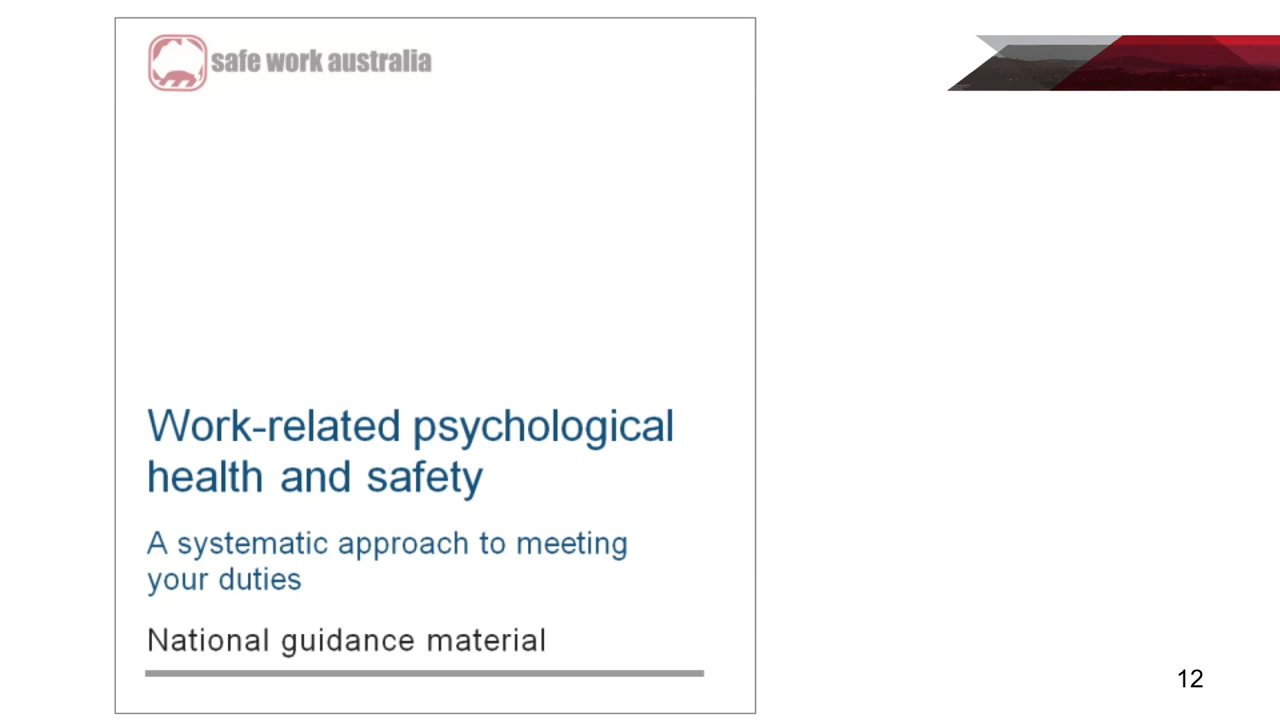 safe work australia
Work-related psychological
health and safety
A systematic approach to meeting
your duties
National guidance material
12